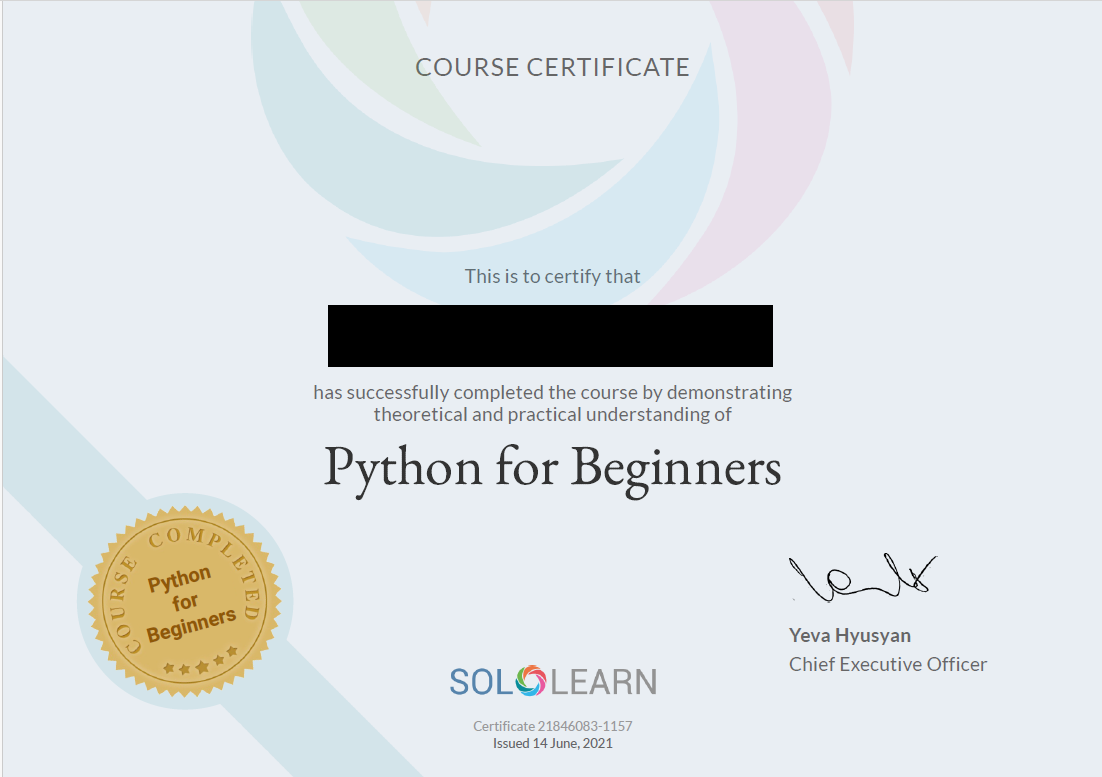 COURSE CERTIFICATE
This is to certify that
has successfully completed the course by demonstrating
theoretical and practical understanding of
Python for Beginners
COURSE COMPLETED
Python
for
Beginners
Yeva Hyusyan
Chief Executive Officer
SOLOLEARN
Certificate 21846083-1157
Issued 14 June, 2021